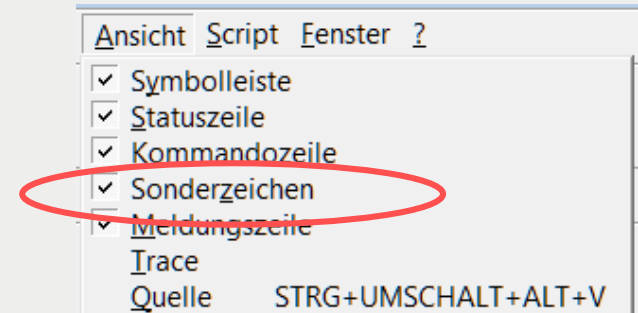 Ansicht Script Fenster ?
Symbolleiste
Statuszeile
Kommandozeile
Sonderzeichen
Meldungszeile
Trace
Quelle STRG+UMSCHALT+ALT+V